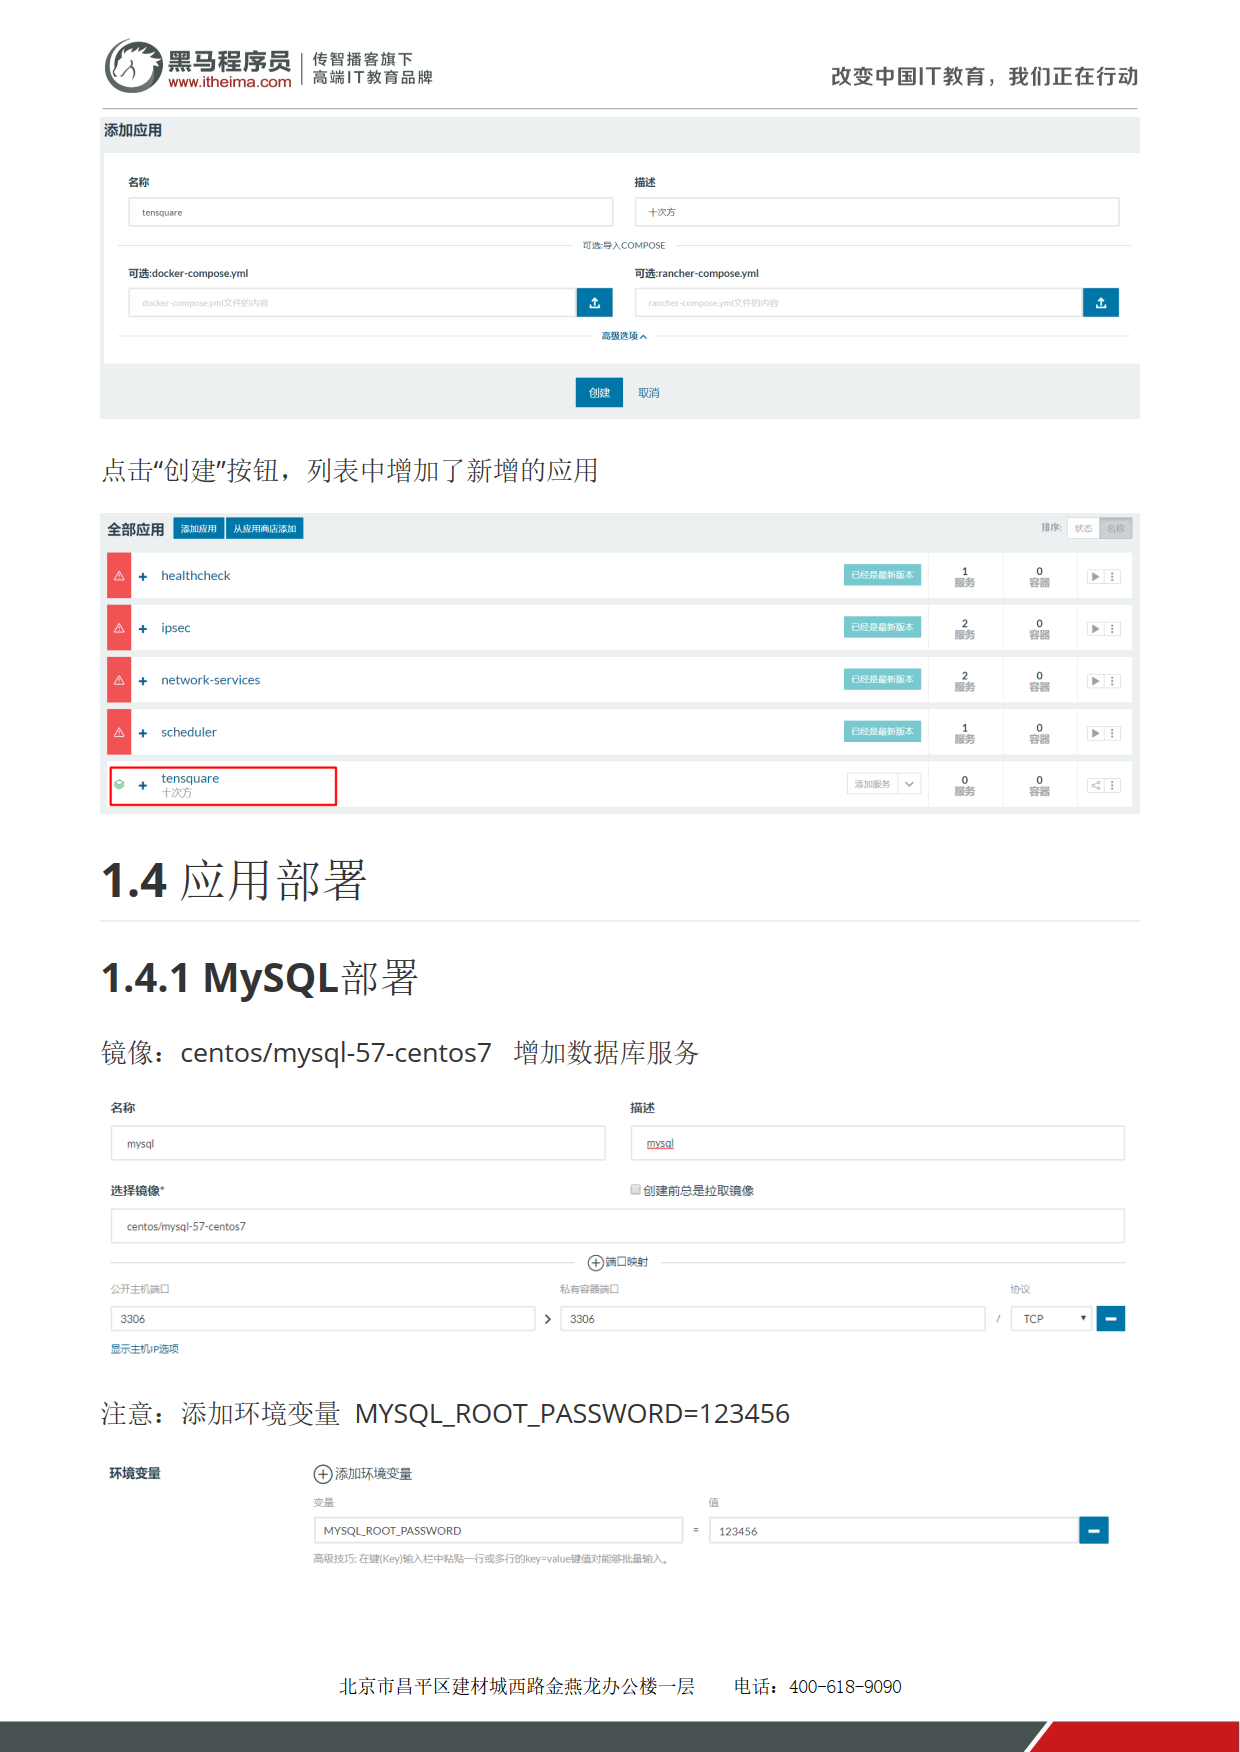 黑马程序员 传智播客旗下
www.itheima.com 高端IT教育品牌
改变中国IT教育，我们正在行动
添加应用
名称 描述
tensquare 十次方
可选:导入COMPOSE
可选:docker-compose.yml 可选:rancher-compose.yml
docker-compose.yml文件的内容 rancher-compose.yml文件的内容
高级选项
创建 取消
点击“创建”按钮，列表中增加了新增的应用
全部应用 添加应用 从应用商店添加 排序: 状态 名称
healthcheck 已经是最新版本 1 服务 0 容器
ipsec 已经是最新版本 2 服务 0 容器
network-services 已经是最新版本 2 服务 0 容器
scheduler 已经是最新版本 1 服务 0 容器
tensquare 添加服务 0 服务 0 容器
十次方
1.4 应用部署
1.4.1 MySQL部署
镜像：centos/mysql-57-centos7 增加数据库服务
名称 描述
mysql mysql
选择镜像* 创建前总是拉取镜像
centos/mysql-57-centos7
端口映射
公开主机端口 私有容器端口 协议
3306 > 3306 / TCP
显示主机IP选项
注意：添加环境变量 MYSQL_ROOT_PASSWORD=123456
环境变量 添加环境变量
变量 值
MYSQL_ROOT_PASSWORD = 123456
高级技巧: 在键(Key)输入栏中粘贴一行或多行的key=value键值对能够批量输入。
北京市昌平区建材城西路金燕龙办公楼一层 电话：400-618-9090